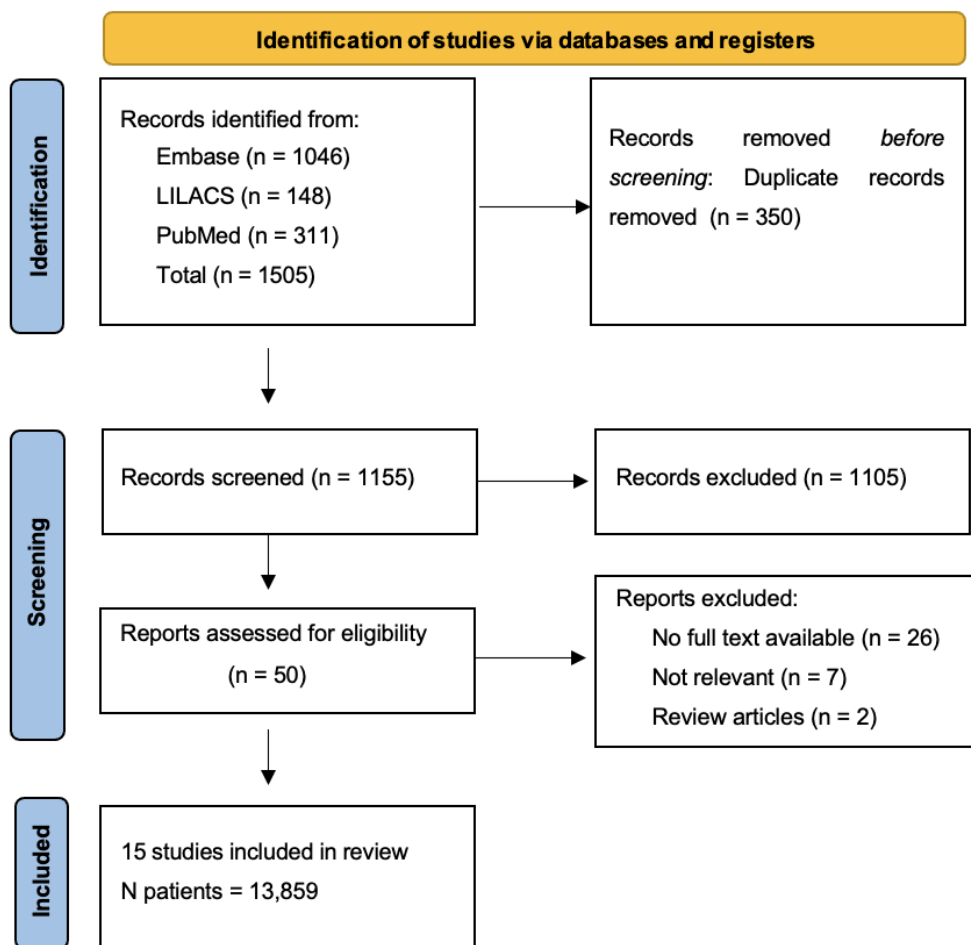 Identification of studies via databases and registers
Identification
Records identified from:
Embase (n = 1046)
LILACS (n = 148)
PubMed (n = 311)
Total (n = 1505)
Records removed before
screening: Duplicate records
removed (n = 350)
Screening
Records screened (n = 1155)
Records excluded (n = 1105)
Reports assessed for eligibility
(n = 50)
Reports excluded:
No full text available (n = 26)
Not relevant (n = 7)
Review articles (n = 2)
Included
15 studies included in review
N patients = 13,859